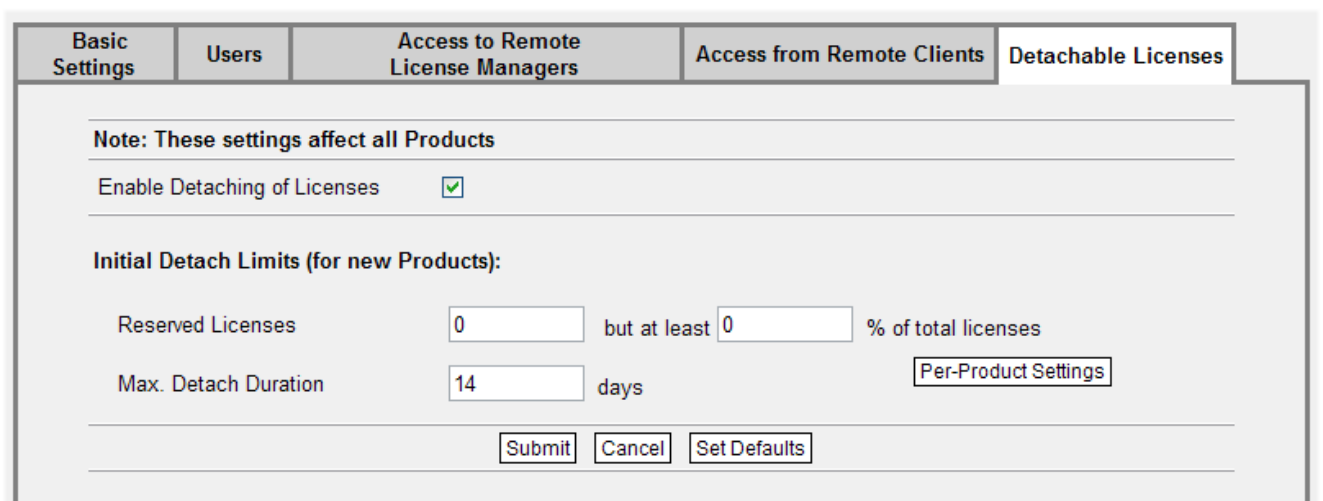 Basic
Settings
Users
Access to Remote
License Managers
Access from Remote Clients
Detachable Licenses
Note: These settings affect all Products
Enable Detaching of Licenses
Initial Detach Limits (for new Products):
Reserved Licenses 0 but at least 0 % of total licenses
Max. Detach Duration 14 days
Per-Product Settings
Submit Cancel Set Defaults